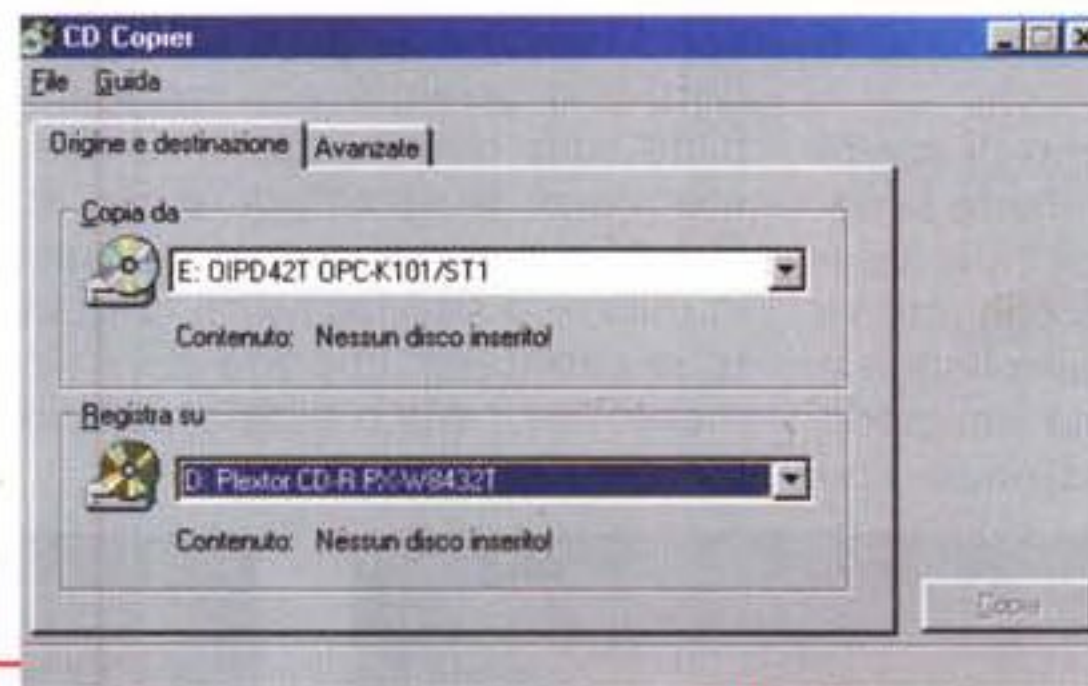 CD Copier
File Guida
Origine e destinazione Avanzate
Copia da
E: OIPD42T OPC-K101/ST1
Contenuto: Nessun disco inserito!
Registra su
D: Plextor CD-R PX-W8432T
Contenuto: Nessun disco inserito!
Copia